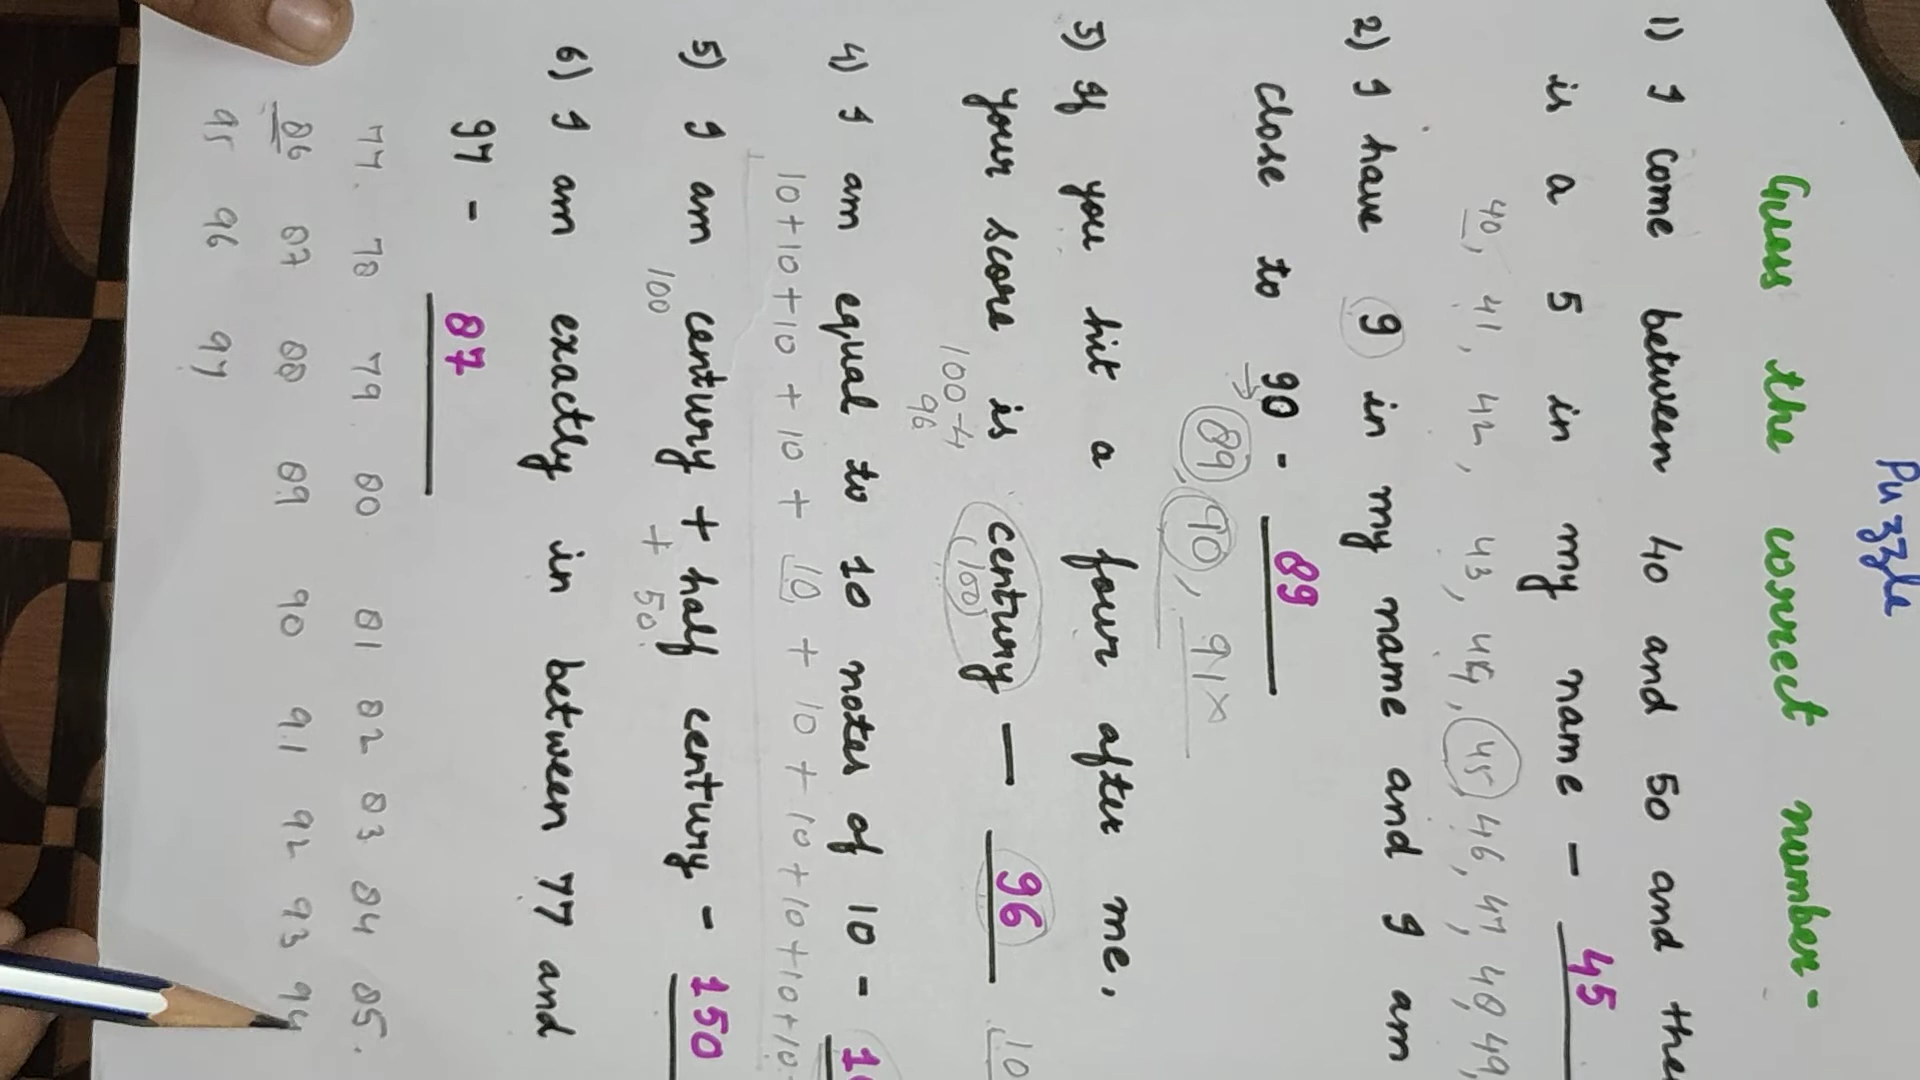 Puzzle
Guess the correct number -
1) I come between 40 and 50 and
is a 5 in my name - 45
40, 41, 42, 43, 44, 45, 46, 47, 48, 49,
2) I have 9 in my name and I am
close to 90 - 89
89, 90, 91 x
3) If you hit a four after me,
your score is century - 96
100-4 (100)
96
4) I am equal to 10 notes of 10 -
10+10+10+10+10+10+10+10+10+10
5) I am century + half century - 150
100 + 50
6) I am exactly in between 77 and
97 - 87
77. 78 79 80 81 82 83 84 85.
86 87 88 89 90 91 92 93 94
95 96 97